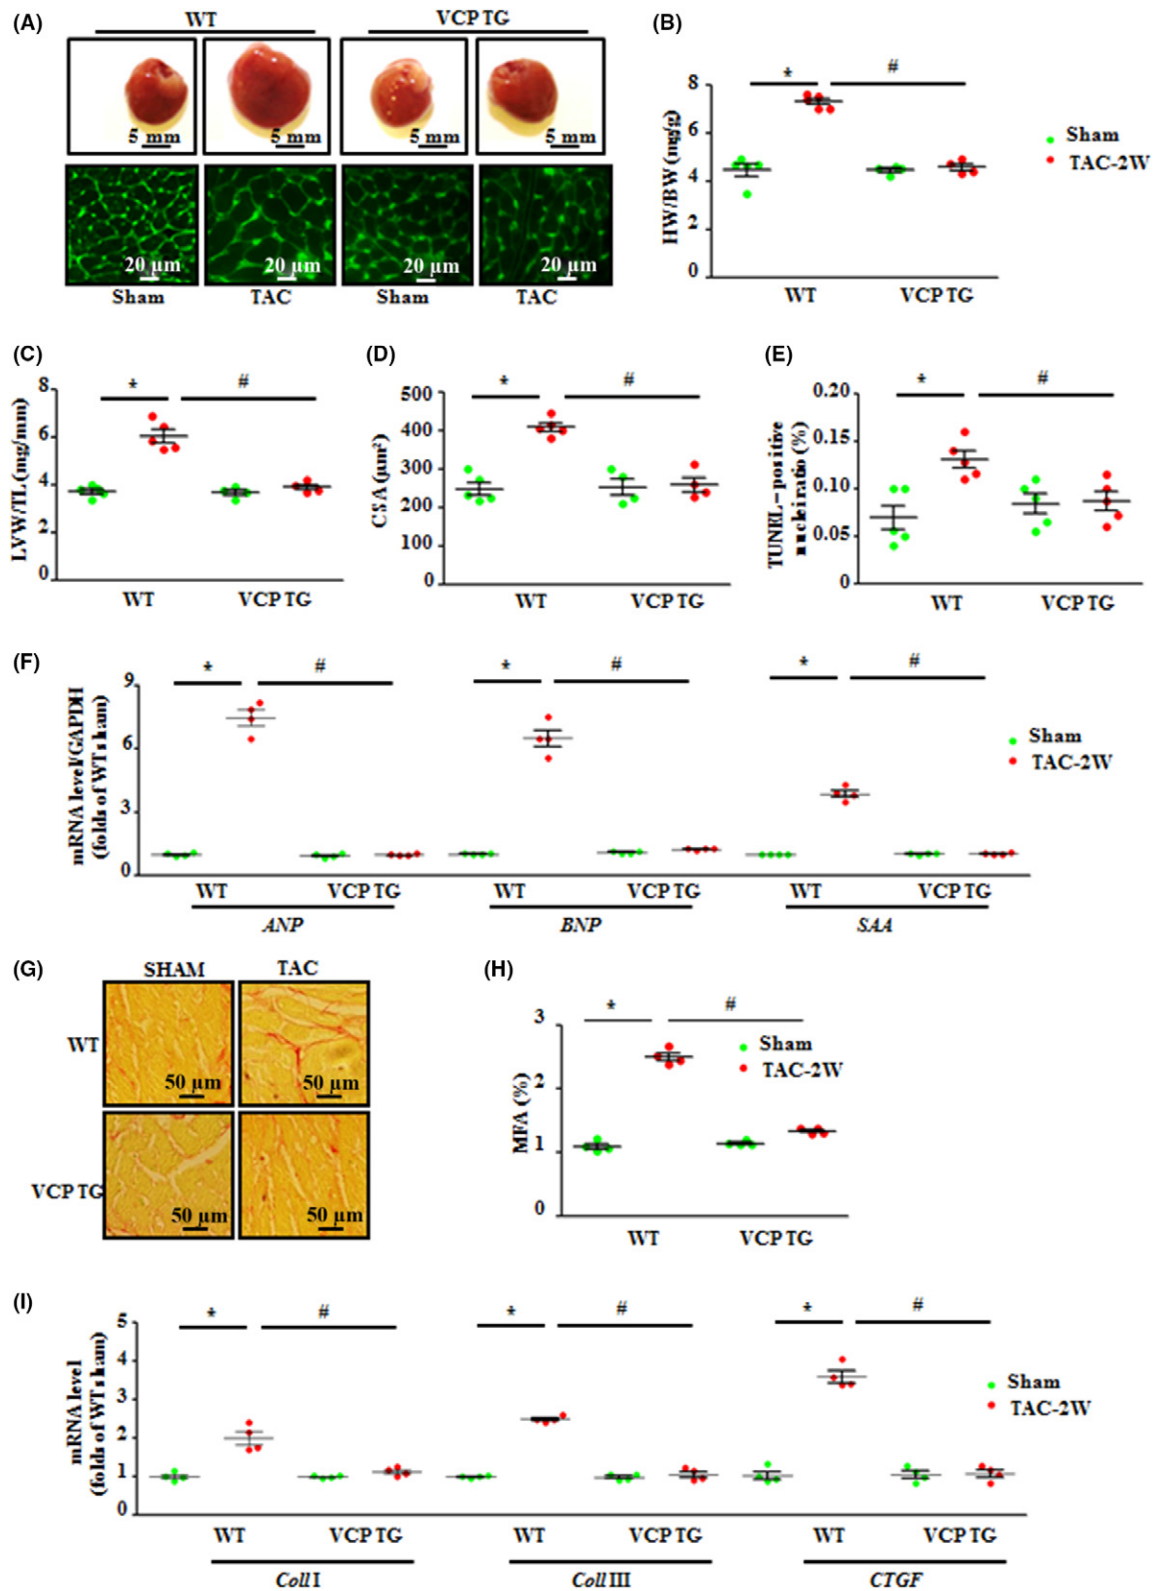 (A)
WT
VCP TG
5 mm
5 mm
5 mm
5 mm
20 µm
20 µm
20 µm
20 µm
Sham
TAC
Sham
TAC
(B)
HW/BW (mg/g)
8
6
4
2
0
*
#
WT
VCP TG
Sham
TAC-2W
(C)
LVW/TL (mg/mm)
8
6
4
2
0
*
#
WT
VCP TG
(D)
CSA (µm²)
500
400
300
200
100
0
*
#
WT
VCP TG
(E)
TUNEL–positive
nuclei ratio (%)
0.20
0.15
0.10
0.05
0
*
#
WT
VCP TG
(F)
mRNA level/GAPDH
(folds of WT sham)
9
6
3
0
*
#
*
#
*
#
Sham
TAC-2W
WT
VCP TG
WT
VCP TG
WT
VCP TG
ANP
BNP
SAA
(G)
SHAM
TAC
WT
50 µm
50 µm
VCP TG
50 µm
50 µm
(H)
MFA (%)
3
2
1
0
*
#
Sham
TAC-2W
WT
VCP TG
(I)
mRNA level
(folds of WT sham)
5
4
3
2
1
0
*
#
*
#
*
#
Sham
TAC-2W
WT
VCP TG
WT
VCP TG
WT
VCP TG
Coll I
Coll III
CTGF